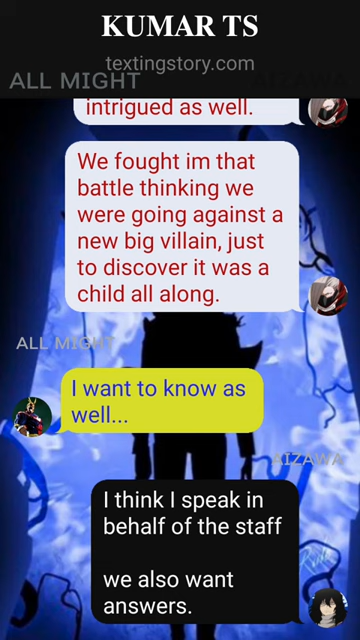 KUMAR TS
textingstory.com
ALL MIGHT AIZAWA
intrigued as well.
We fought im that
battle thinking we
were going against a
new big villain, just
to discover it was a
child all along.
ALL MIGHT
I want to know as
well...
AIZAWA
I think I speak in
behalf of the staff
we also want
answers.